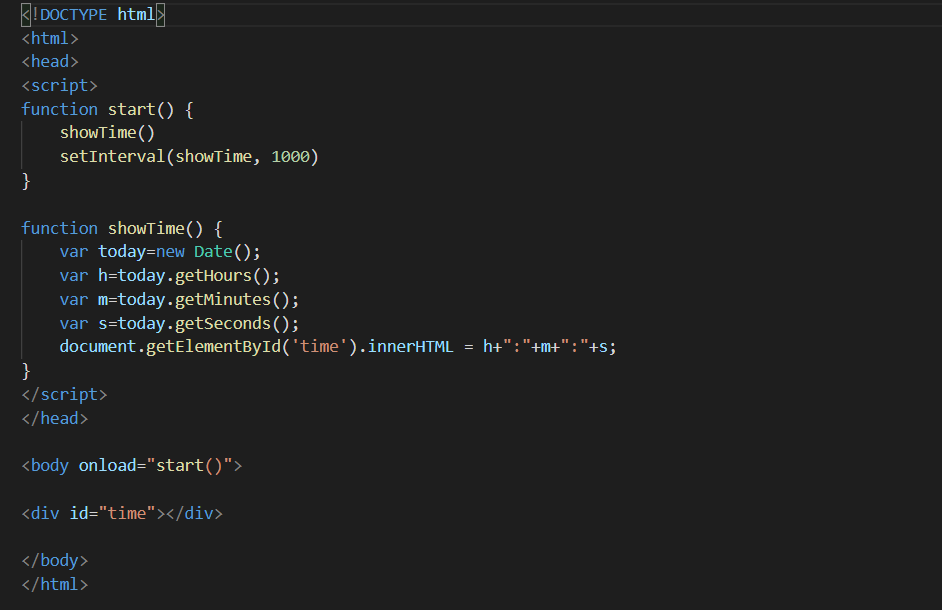 <!DOCTYPE html>
<html>
<head>
<script>
function start() {
    showTime()
    setInterval(showTime, 1000)
}

function showTime() {
    var today=new Date();
    var h=today.getHours();
    var m=today.getMinutes();
    var s=today.getSeconds();
    document.getElementById('time').innerHTML = h+":"+m+":"+s;
}
</script>
</head>

<body onload="start()">

<div id="time"></div>

</body>
</html>